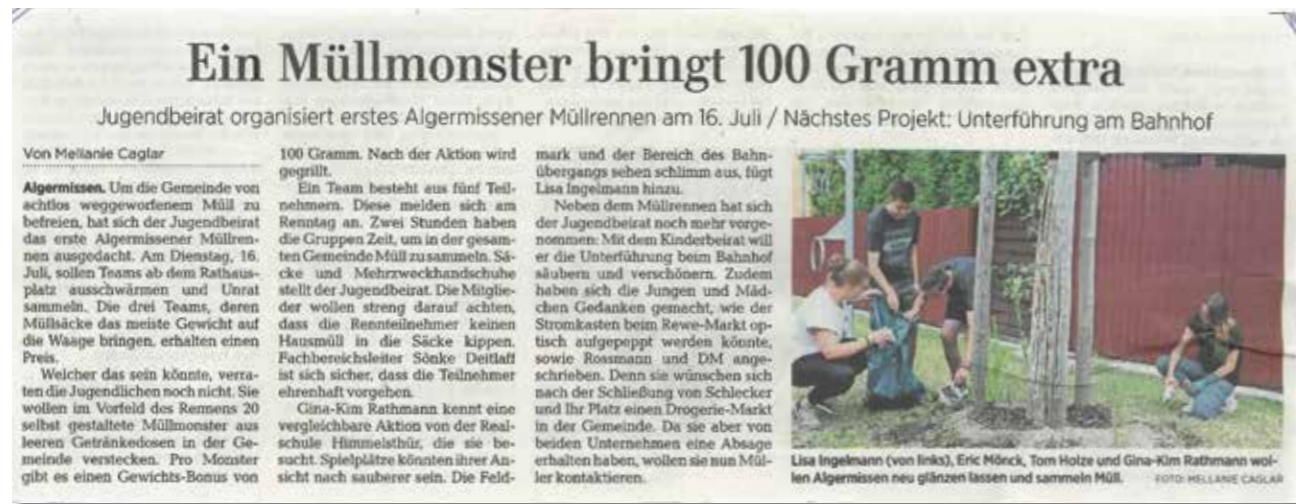 Ein Müllmonster bringt 100 Gramm extra
Jugendbeirat organisiert erstes Algermissener Müllrennen am 16. Juli / Nächstes Projekt: Unterführung am Bahnhof
Von Mellanie Caglar
Algermissen. Um die Gemeinde von
achtlos weggeworfenem Müll zu
befreien, hat sich der Jugendbeirat
das erste Algermissener Müllren-
nen ausgedacht. Am Dienstag, 16.
Juli, sollen Teams ab dem Rathaus-
platz ausschwärmen und Unrat
sammeln. Die drei Teams, deren
Müllsäcke das meiste Gewicht auf
die Waage bringen, erhalten einen
Preis.
Welcher das sein könnte, verra-
ten die Jugendlichen noch nicht. Sie
wollen im Vorfeld des Rennens 20
selbst gestaltete Müllmonster aus
leeren Getränkedosen in der Ge-
meinde verstecken. Pro Monster
gibt es einen Gewichts-Bonus von
100 Gramm. Nach der Aktion wird
gegrillt.
Ein Team besteht aus fünf Teil-
nehmern. Diese melden sich am
Renntag an. Zwei Stunden haben
die Gruppen Zeit, um in der gesam-
ten Gemeinde Müll zu sammeln. Sä-
cke und Mehrzweckhandschuhe
stellt der Jugendbeirat. Die Mitglie-
der wollen streng darauf achten,
dass die Rennteilnehmer keinen
Hausmüll in die Säcke kippen.
Fachbereichsleiter Sönke Deitlaff
ist sich sicher, dass die Teilnehmer
ehrenhaft vorgehen.
Gina-Kim Rathmann kennt eine
vergleichbare Aktion von der Real-
schule Himmelsthür, die sie be-
sucht. Spielplätze könnten ihrer An-
sicht nach sauberer sein. Die Feld-
mark und der Bereich des Bahn-
übergangs sehen schlimm aus, fügt
Lisa Ingelmann hinzu.
Neben dem Müllrennen hat sich
der Jugendbeirat noch mehr vorge-
nommen: Mit dem Kinderbeirat will
er die Unterführung beim Bahnhof
säubern und verschönern. Zudem
haben sich die Jungen und Mäd-
chen Gedanken gemacht, wie der
Stromkasten beim Rewe-Markt op-
tisch aufgepeppt werden könnte,
sowie Rossmann und DM ange-
schrieben. Denn sie wünschen sich
nach der Schließung von Schlecker
und Ihr Platz einen Drogerie-Markt
in der Gemeinde. Da sie aber von
beiden Unternehmen eine Absage
erhalten haben, wollen sie nun Mül-
ler kontaktieren.
Lisa Ingelmann (von links), Eric Mönck, Tom Holze und Gina-Kim Rathmann wol-
len Algermissen neu glänzen lassen und sammeln Müll. FOTO: MELLANIE CAGLAR